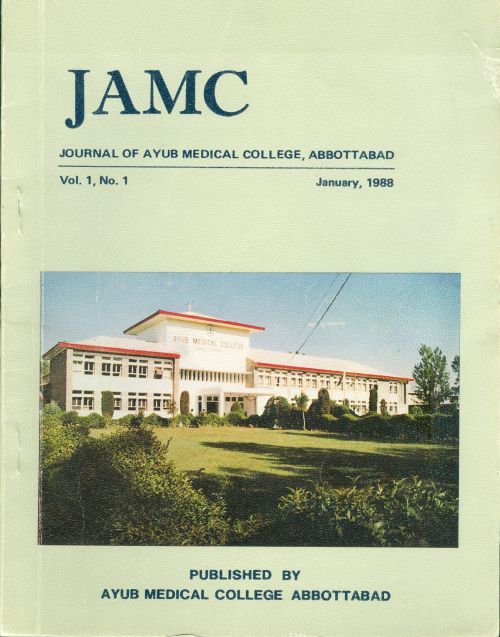 JAMC
JOURNAL OF AYUB MEDICAL COLLEGE, ABBOTTABAD
Vol. 1, No. 1 January, 1988
AYUB MEDICAL COLLEGE
PUBLISHED BY
AYUB MEDICAL COLLEGE ABBOTTABAD